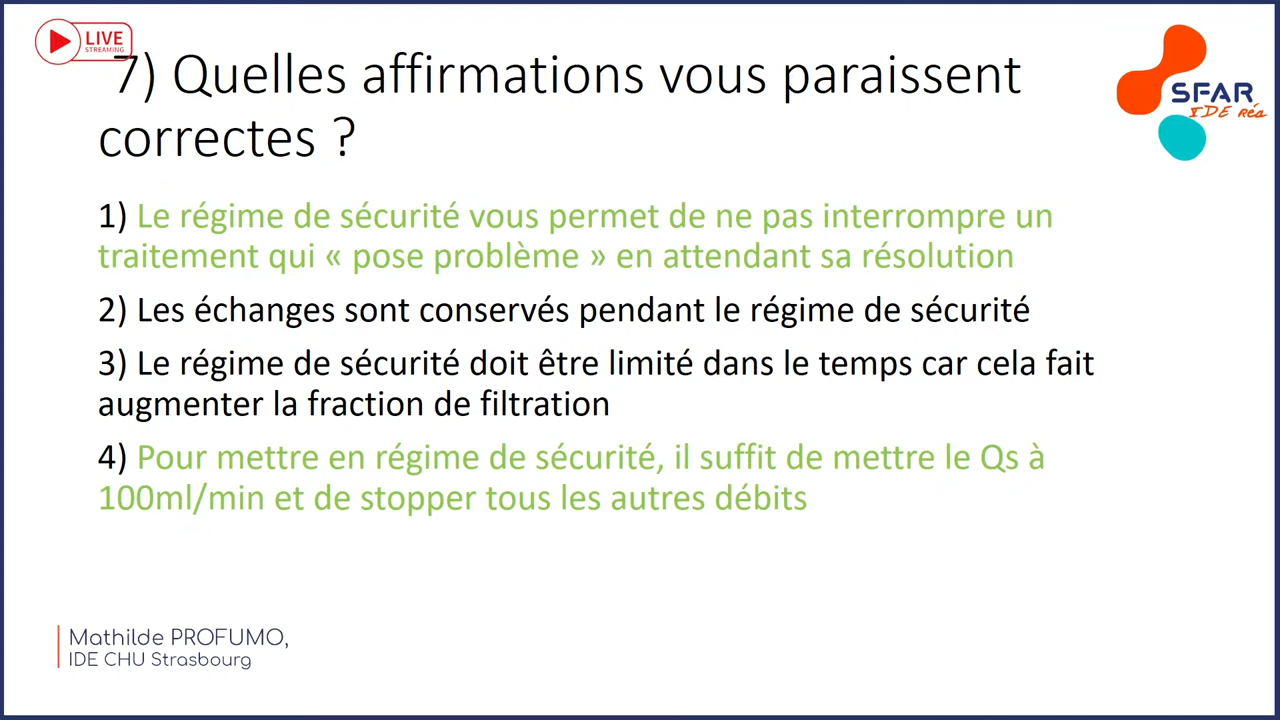 LIVE
STREAMING
7) Quelles affirmations vous paraissent
correctes ?
SFAR
IDE Réa
1) Le régime de sécurité vous permet de ne pas interrompre un
traitement qui « pose problème » en attendant sa résolution
2) Les échanges sont conservés pendant le régime de sécurité
3) Le régime de sécurité doit être limité dans le temps car cela fait
augmenter la fraction de filtration
4) Pour mettre en régime de sécurité, il suffit de mettre le Qs à
100ml/min et de stopper tous les autres débits
Mathilde PROFUMO,
IDE CHU Strasbourg